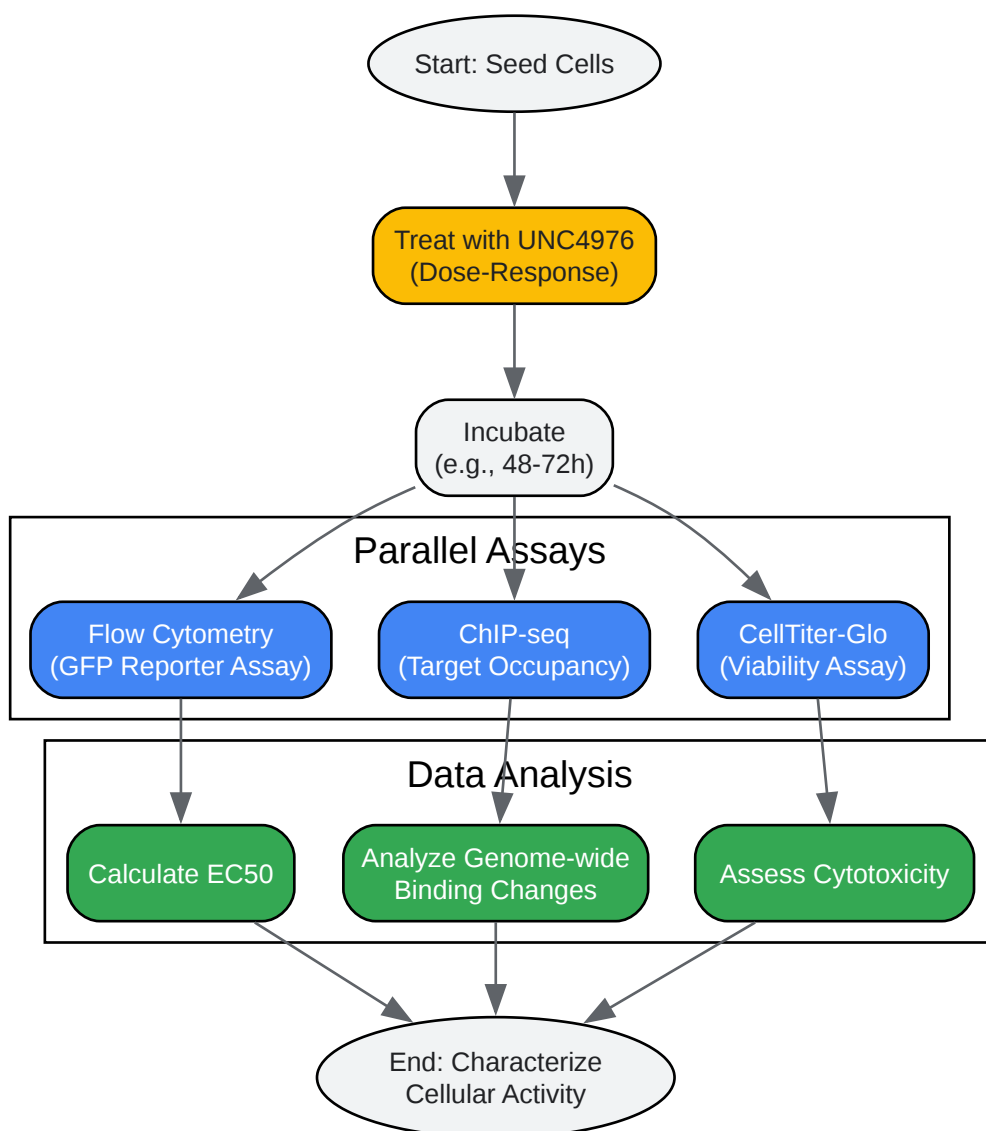 Start: Seed Cells
Treat with UNC4976
(Dose-Response)
Incubate
(e.g., 48-72h)
Parallel Assays
Flow Cytometry
(GFP Reporter Assay)
ChIP-seq
(Target Occupancy)
CellTiter-Glo
(Viability Assay)
Data Analysis
Calculate EC50
Analyze Genome-wide
Binding Changes
Assess Cytotoxicity
End: Characterize
Cellular Activity